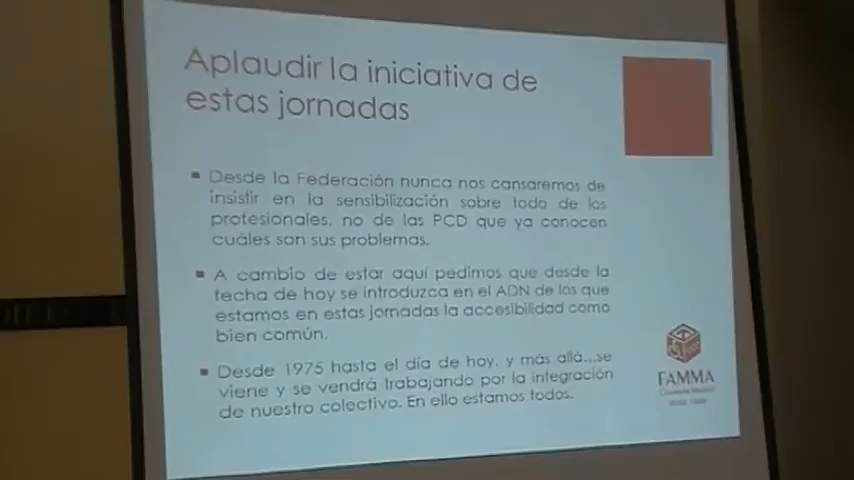 Aplaudir la iniciativa de
estas jornadas
Desde la Federación nunca nos cansaremos de
insistir en la sensibilización sobre todo de los
profesionales, no de las PCD que ya conocen
cuáles son sus problemas.
A cambio de estar aquí pedimos que desde la
fecha de hoy se introduzca en el ADN de los que
estamos en estas jornadas la accesibilidad como
bien común.
Desde 1975 hasta el día de hoy, y más allá...se
viene y se vendrá trabajando por la integración
de nuestro colectivo. En ello estamos todos.
FAMMA